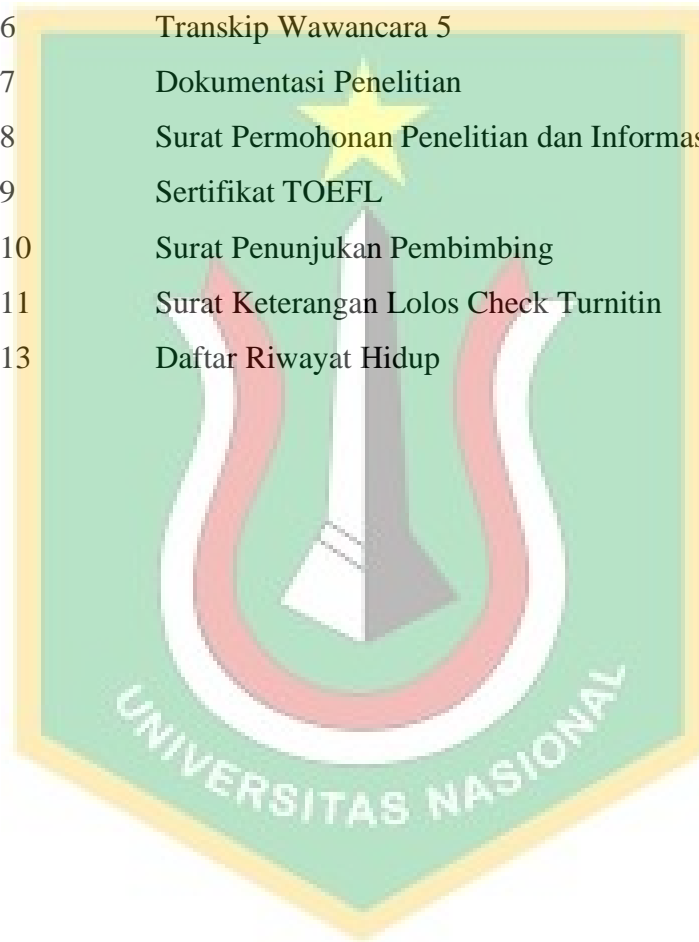 6 Transkip Wawancara 5
7 Dokumentasi Penelitian
8 Surat Permohonan Penelitian dan
9 Sertifikat TOEFL
10 Surat Penunjukan Pembimbing
11 Surat Keterangan Lolos Check Turnitin
13 Daftar Riwayat Hidup
UNIVERSITAS NASIONAL